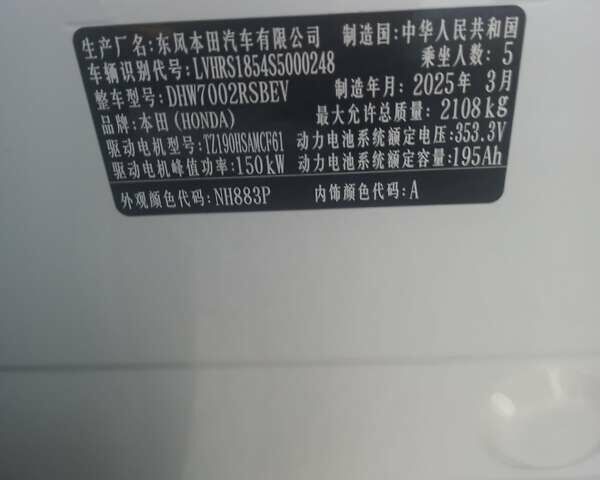 生产厂名:东风本田汽车有限公司 制造国:中华人民共和国
车辆识别代号:LVHRS1854S5000248 乘坐人数:5
整车型号:DHW7002RSBEV 制造年月:2025年 3月
品牌:本田(HONDA) 最大允许总质量:2108kg
驱动电机型号:TZ190HSAMCF61 动力电池系统额定电压:353.3V
驱动电机峰值功率:150kW 动力电池系统额定容量:195Ah
外观颜色代码:NH883P 内饰颜色代码:A